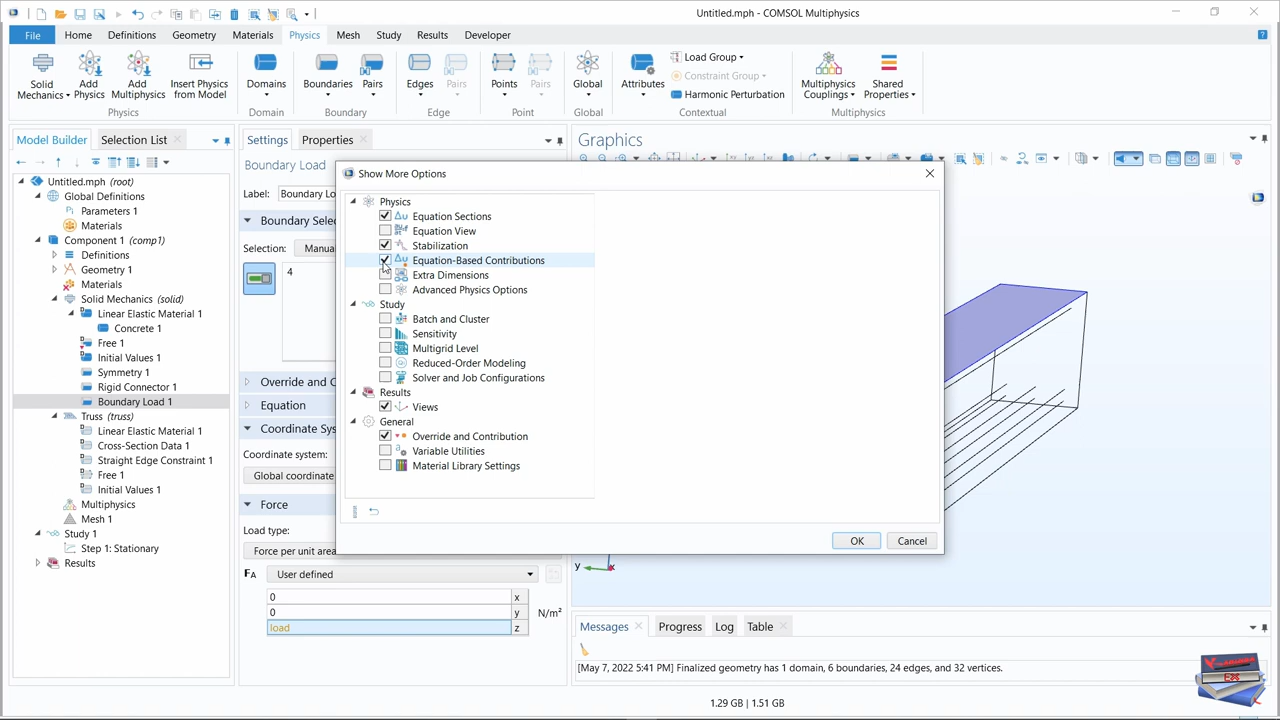 Untitled.mph - COMSOL Multiphysics
File Home Definitions Geometry Materials Physics Mesh Study Results Developer
Solid Mechanics
Add Physics
Add Multiphysics
Insert Physics from Model
Physics
Domains
Domain
Boundaries
Pairs
Boundary
Edges
Pairs
Edge
Points
Pairs
Point
Global
Global
Attributes
Load Group
Constraint Group
Harmonic Perturbation
Contextual
Multiphysics Couplings
Shared Properties
Multiphysics
Model Builder
Selection List
Untitled.mph (root)
Global Definitions
Parameters 1
Materials
Component 1 (comp1)
Definitions
Geometry 1
Materials
Solid Mechanics (solid)
Linear Elastic Material 1
Concrete 1
Free 1
Initial Values 1
Symmetry 1
Rigid Connector 1
Boundary Load 1
Truss (truss)
Linear Elastic Material 1
Cross-Section Data 1
Straight Edge Constraint 1
Free 1
Initial Values 1
Multiphysics
Mesh 1
Study 1
Step 1: Stationary
Results
Settings
Properties
Boundary Load
Label: Boundary Lo
Boundary Selec
Selection: Manua
4
Override and C
Equation
Coordinate Sys
Coordinate system:
Global coordinate
Force
Load type:
Force per unit area
FA User defined
0 x
0 y N/m²
load z
Show More Options
Physics
Equation Sections
Equation View
Stabilization
Equation-Based Contributions
Extra Dimensions
Advanced Physics Options
Study
Batch and Cluster
Sensitivity
Multigrid Level
Reduced-Order Modeling
Solver and Job Configurations
Results
Views
General
Override and Contribution
Variable Utilities
Material Library Settings
OK Cancel
Graphics
y x
Messages Progress Log Table
[May 7, 2022 5:41 PM] Finalized geometry has 1 domain, 6 boundaries, 24 edges, and 32 vertices.
1.29 GB | 1.51 GB